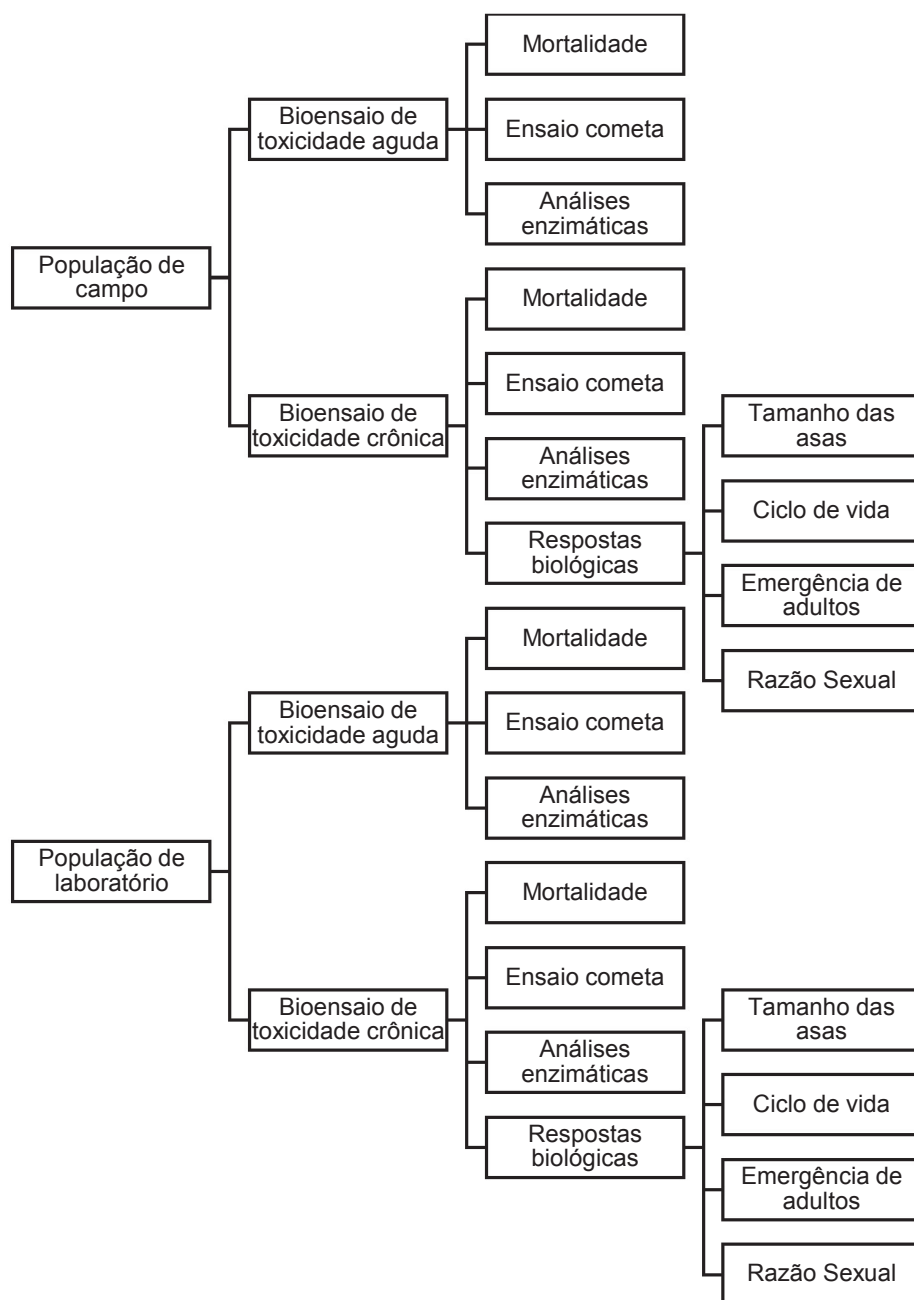 Mortalidade
Bioensaio de
toxicidade aguda
Ensaio cometa
Análises
enzimáticas
População de
campo
Mortalidade
Ensaio cometa
Bioensaio de
toxicidade crônica
Análises
enzimáticas
Respostas
biológicas
Tamanho das
asas
Ciclo de vida
Emergência de
adultos
Razão Sexual
Mortalidade
Bioensaio de
toxicidade aguda
Ensaio cometa
Análises
enzimáticas
População de
laboratório
Mortalidade
Ensaio cometa
Bioensaio de
toxicidade crônica
Análises
enzimáticas
Respostas
biológicas
Tamanho das
asas
Ciclo de vida
Emergência de
adultos
Razão Sexual